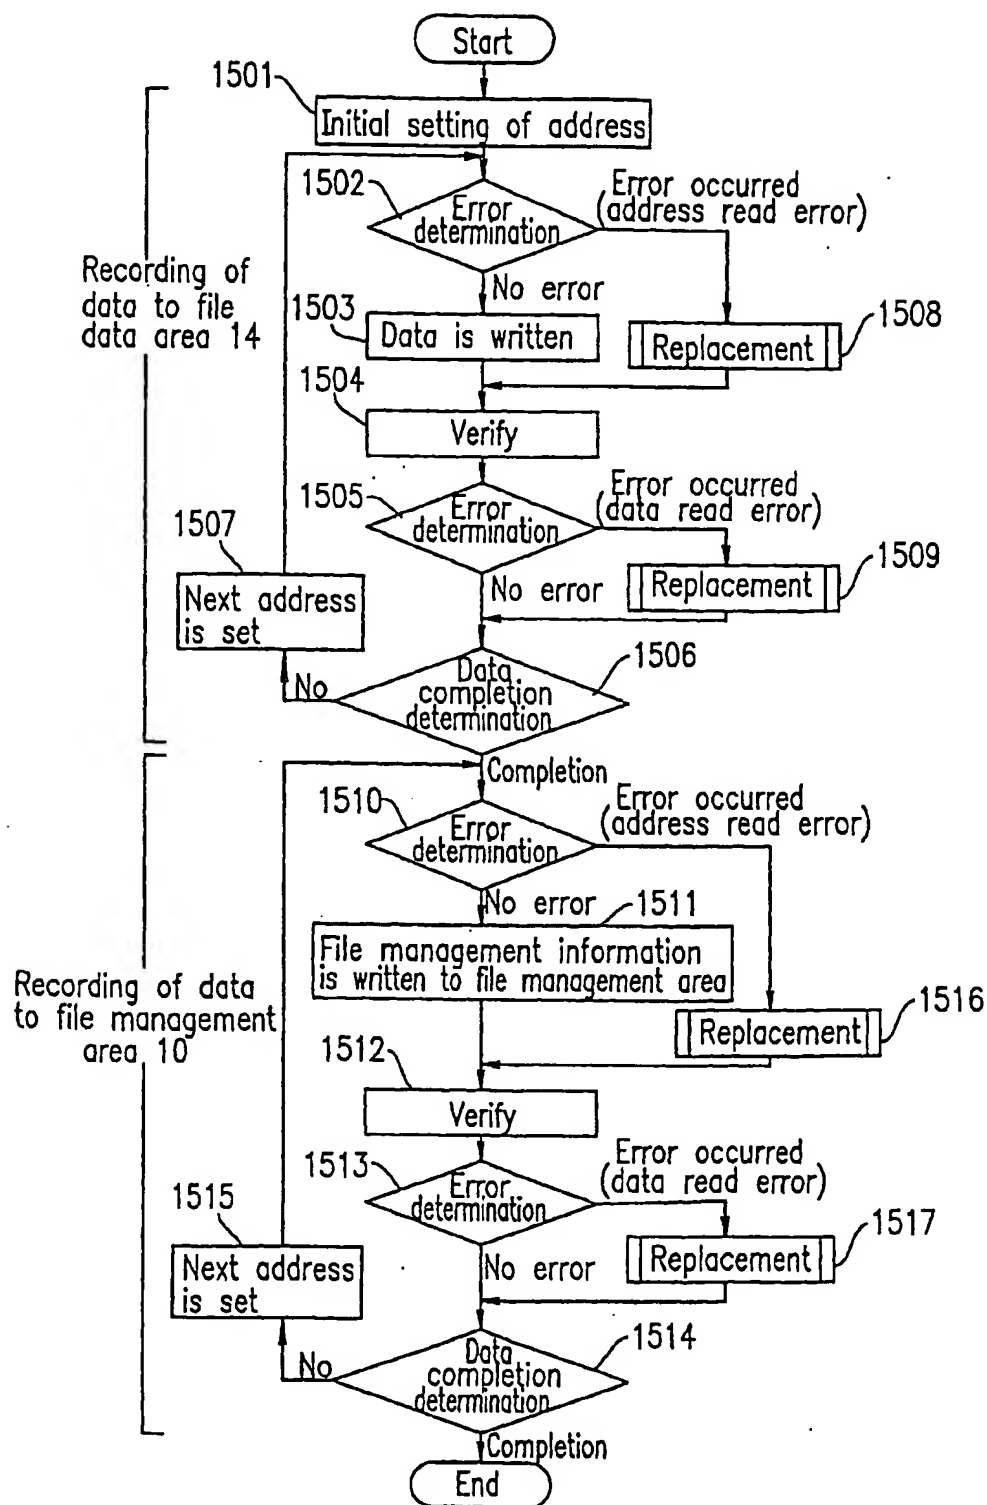 Start
1501
Initial setting of address
1502
Error
determination
Error occurred
(address read error)
No error
1503
Data is written
1508
Replacement
Recording of
data to file
data area 14
1504
Verify
1505
Error
determination
Error occurred
(data read error)
1507
Next address
is set
No error
1509
Replacement
1506
Data
completion
determination
No
Completion
1510
Error
determination
Error occurred
(address read error)
No error
1511
File management information
is written to file management area
Recording of data
to file management
area 10
1516
Replacement
1512
Verify
1513
Error
determination
Error occurred
(data read error)
1515
Next address
is set
No error
1517
Replacement
1514
Data
completion
determination
No
Completion
End